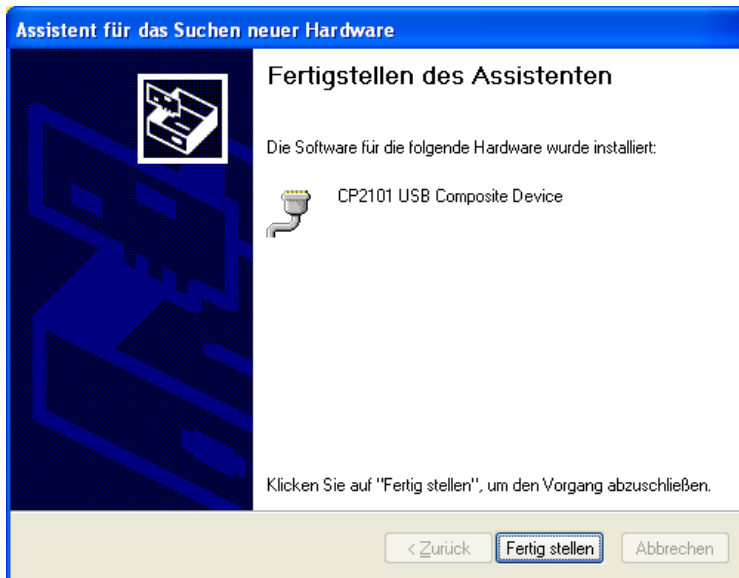 Assistent für das Suchen neuer Hardware
Fertigstellen des Assistenten
Die Software für die folgende Hardware wurde installiert:
CP2101 USB Composite Device
Klicken Sie auf "Fertig stellen", um den Vorgang abzuschließen.
< Zurück
Fertig stellen
Abbrechen